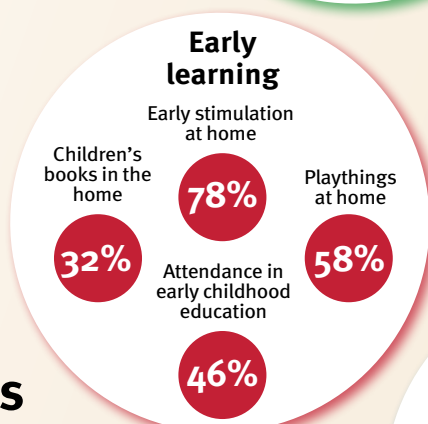 Early
learning
Early stimulation
at home
78%
Children's
books in the
home
32%
Playthings
at home
58%
Attendance in
early childhood
education
46%
s